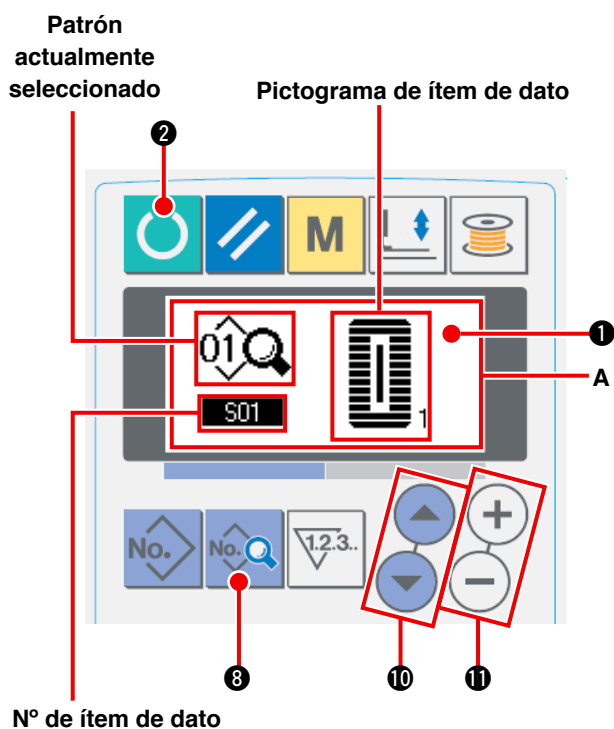 Patrón
actualmente
seleccionado
Pictograma de ítem de dato
❷
M
01
❶
A
S01
1
No.
No.
1.2.3..
❽
❿
⓫
Nº de ítem de dato